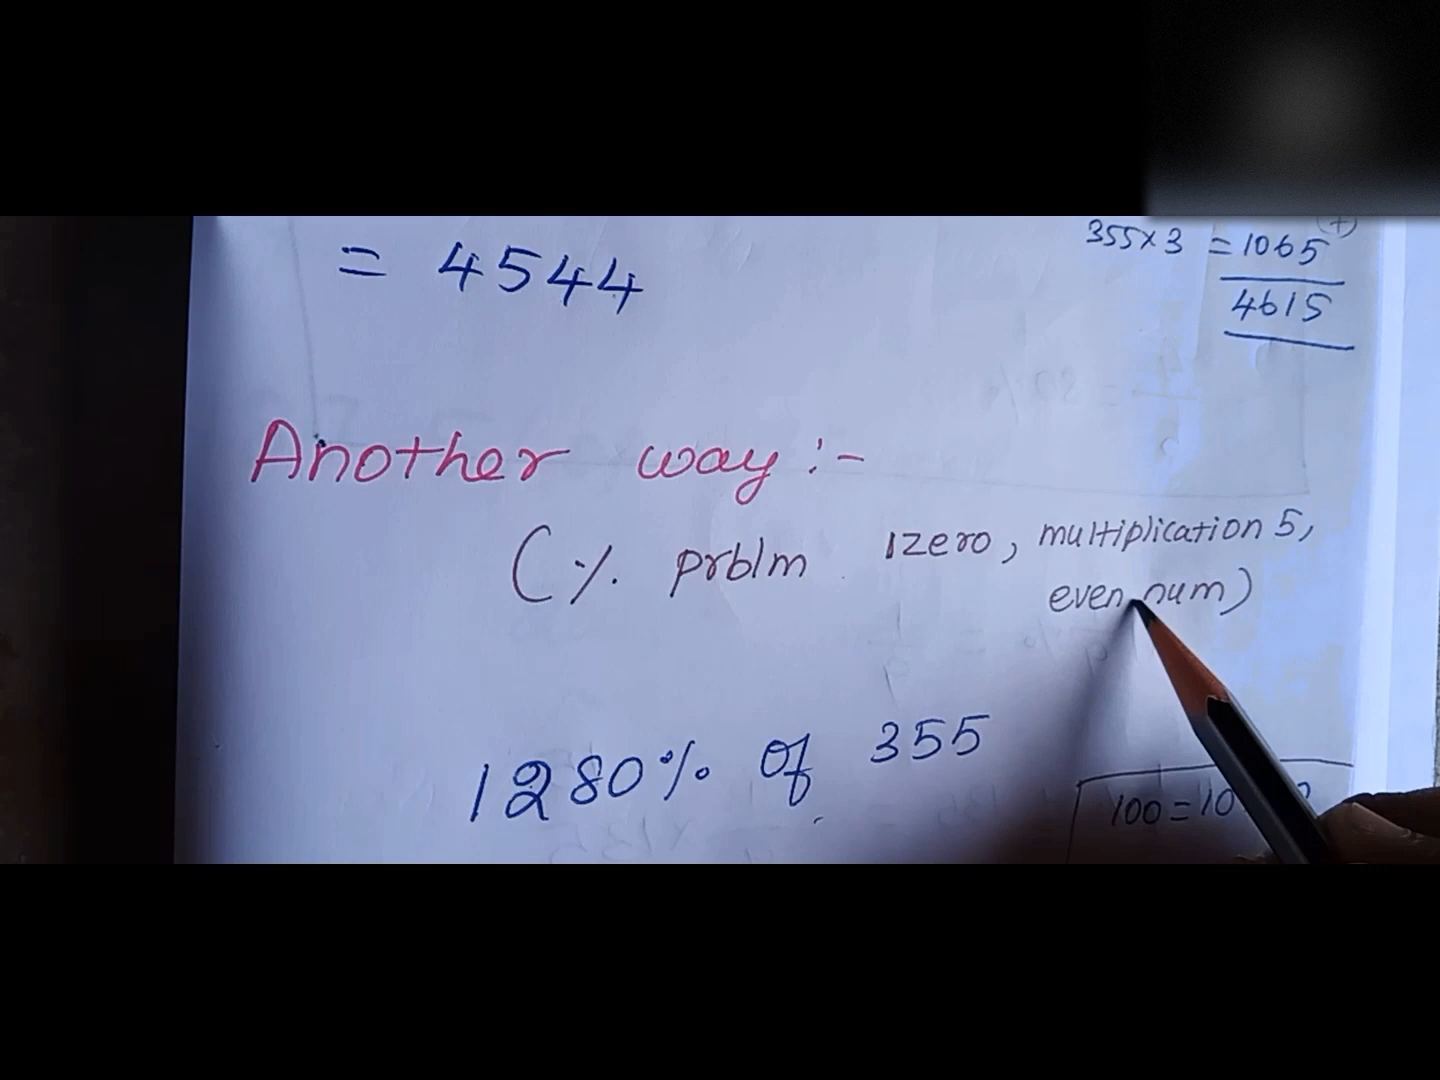 355×3 = 1065 (+)
4615
= 4544
Another way :-
(% prblm 1zero, multiplication 5,
even num)
1280% of 355
100 = 10